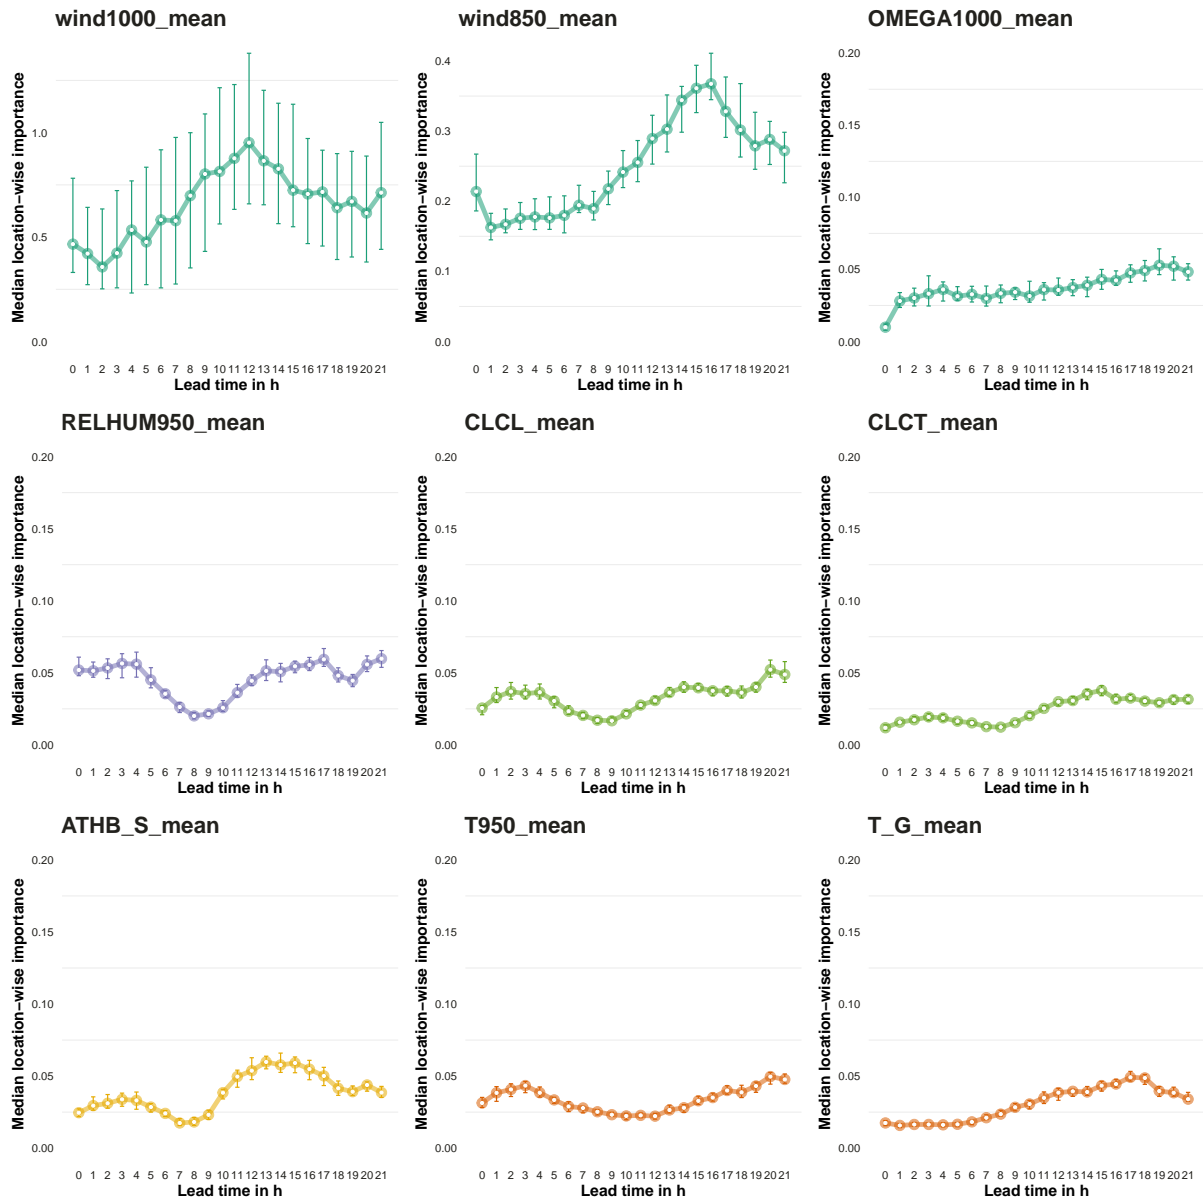 wind1000_mean
wind850_mean
OMEGA1000_mean
Median location-wise importance
1.0
0.5
0.0
0 1 2 3 4 5 6 7 8 9 10 11 12 13 14 15 16 17 18 19 20 21
Lead time in h
Median location-wise importance
0.4
0.3
0.2
0.1
0.0
0 1 2 3 4 5 6 7 8 9 10 11 12 13 14 15 16 17 18 19 20 21
Lead time in h
Median location-wise importance
0.20
0.15
0.10
0.05
0.00
0 1 2 3 4 5 6 7 8 9 10 11 12 13 14 15 16 17 18 19 20 21
Lead time in h
RELHUM950_mean
CLCL_mean
CLCT_mean
Median location-wise importance
0.20
0.15
0.10
0.05
0.00
0 1 2 3 4 5 6 7 8 9 10 11 12 13 14 15 16 17 18 19 20 21
Lead time in h
Median location-wise importance
0.20
0.15
0.10
0.05
0.00
0 1 2 3 4 5 6 7 8 9 10 11 12 13 14 15 16 17 18 19 20 21
Lead time in h
Median location-wise importance
0.20
0.15
0.10
0.05
0.00
0 1 2 3 4 5 6 7 8 9 10 11 12 13 14 15 16 17 18 19 20 21
Lead time in h
ATHB_S_mean
T950_mean
T_G_mean
Median location-wise importance
0.20
0.15
0.10
0.05
0.00
0 1 2 3 4 5 6 7 8 9 10 11 12 13 14 15 16 17 18 19 20 21
Lead time in h
Median location-wise importance
0.20
0.15
0.10
0.05
0.00
0 1 2 3 4 5 6 7 8 9 10 11 12 13 14 15 16 17 18 19 20 21
Lead time in h
Median location-wise importance
0.20
0.15
0.10
0.05
0.00
0 1 2 3 4 5 6 7 8 9 10 11 12 13 14 15 16 17 18 19 20 21
Lead time in h